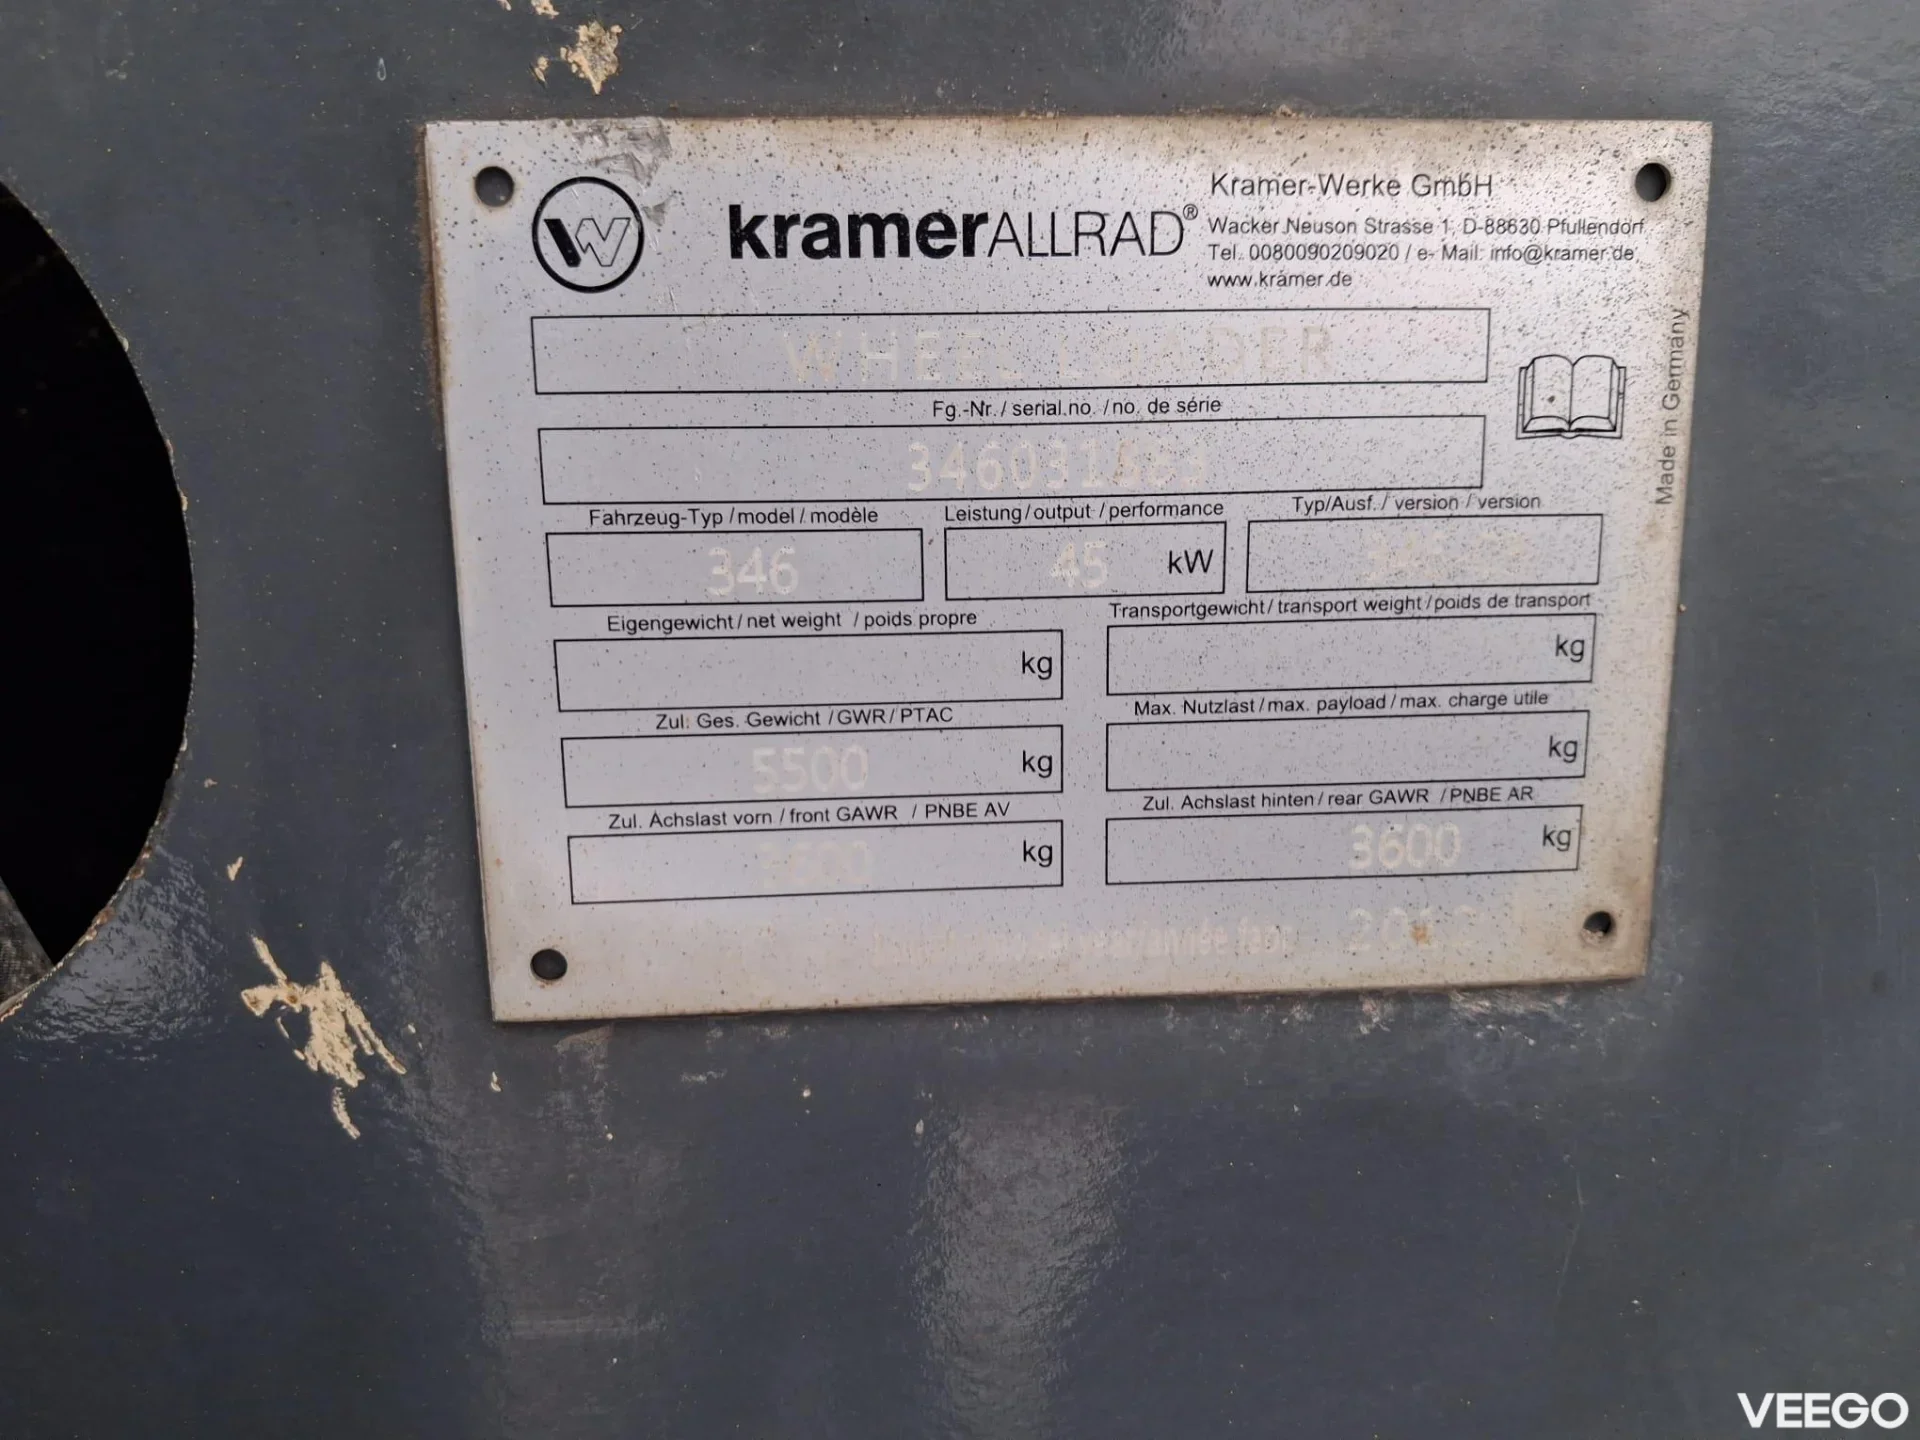 W
kramerALLRAD®
Kramer-Werke GmbH
Wacker Neuson Strasse 1, D-88630 Pfullendorf
Tel. 0080090209020 / e- Mail: info@kramer.de,
www.kramer.de
WHEEL LOADER
Fg.-Nr. / serial.no. / no. de série
Made in Germany
Fahrzeug-Typ / model / modèle
Leistung / output / performance
Typ/Ausf. / version / version
346
45 kW
Eigengewicht / net weight / poids propre
Transportgewicht / transport weight / poids de transport
kg
kg
Zul. Ges. Gewicht / GWR / PTAC
Max. Nutzlast / max. payload / max. charge utile
5500 kg
kg
Zul. Achslast vorn / front GAWR / PNBE AV
Zul. Achslast hinten / rear GAWR / PNBE AR
kg
3600 kg
VEEGO